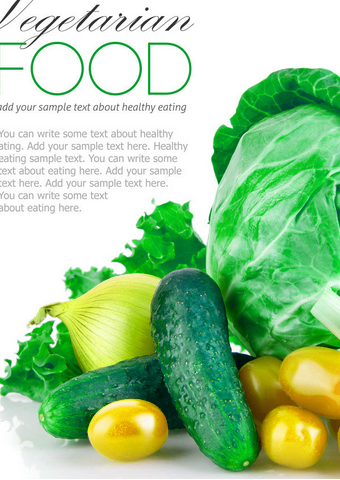 Vegetarian
FOOD
add your sample text about healthy eating
You can write some text about healthy
eating. Add your sample text here. Healthy
eating sample text. You can write some
text about eating here. Add your sample
text here. Add your sample text here.
You can write some text
about eating here.